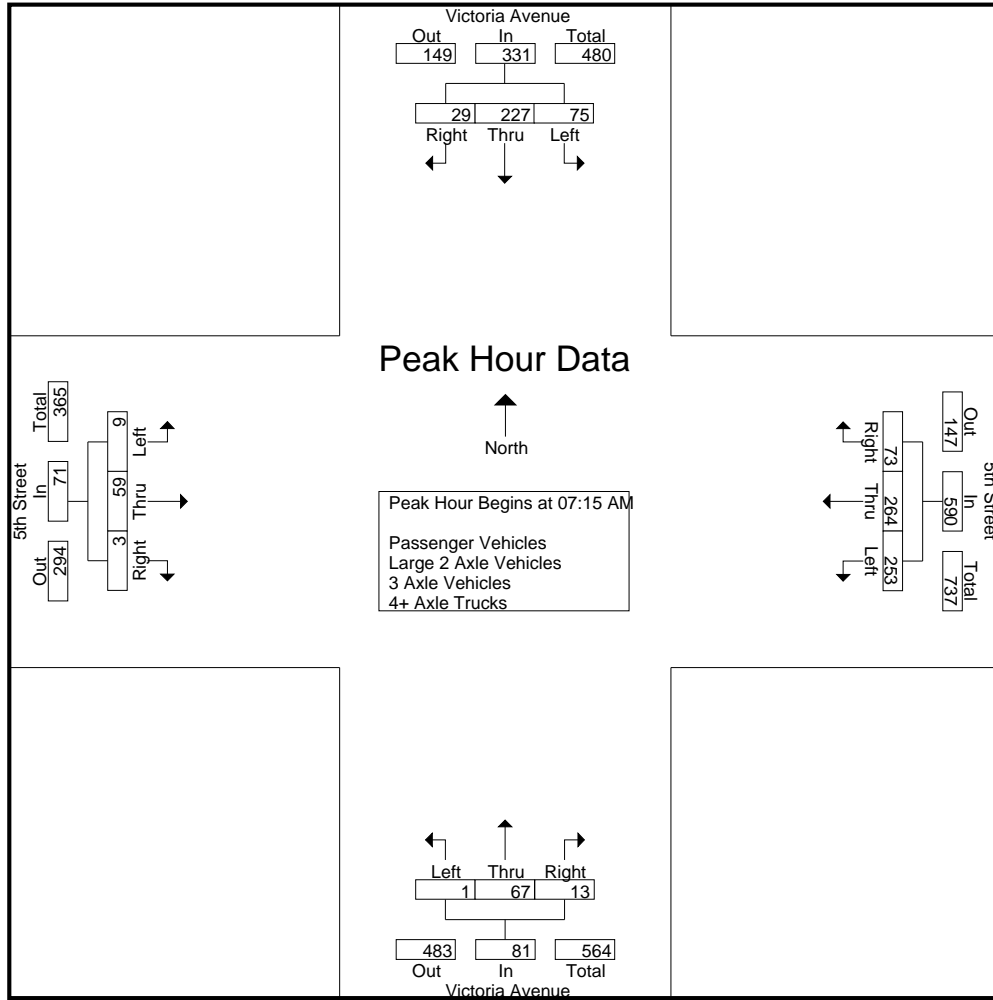 Victoria Avenue
Out In Total
149 331 480
29 227 75
Right Thru Left
Peak Hour Data
North
Peak Hour Begins at 07:15 AM
Passenger Vehicles
Large 2 Axle Vehicles
3 Axle Vehicles
4+ Axle Trucks
5th Street
Out In Total
294 71 365
3 59 9
Right Thru Left
5th Street
Out In Total
147 590 737
73 264 253
Right Thru Left
Left Thru Right
1 67 13
483 81 564
Out In Total
Victoria Avenue